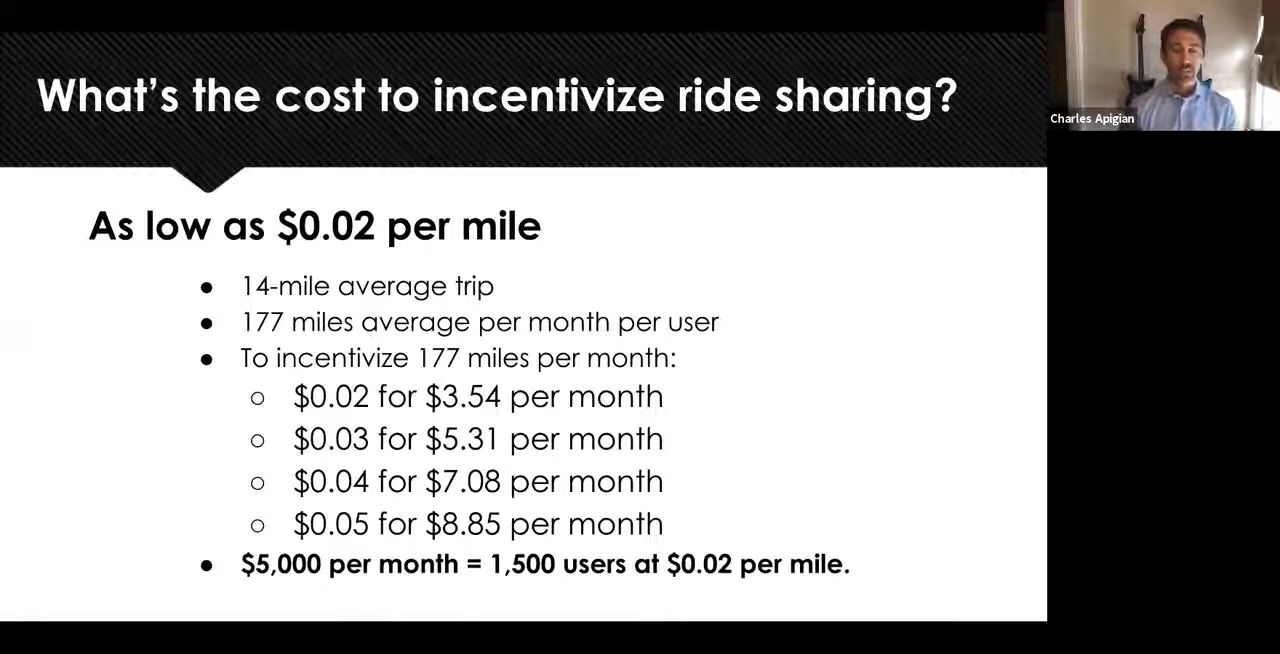 What's the cost to incentivize ride sharing?
Charles Apigian
As low as $0.02 per mile
● 14-mile average trip
● 177 miles average per month per user
● To incentivize 177 miles per month:
○ $0.02 for $3.54 per month
○ $0.03 for $5.31 per month
○ $0.04 for $7.08 per month
○ $0.05 for $8.85 per month
● $5,000 per month = 1,500 users at $0.02 per mile.